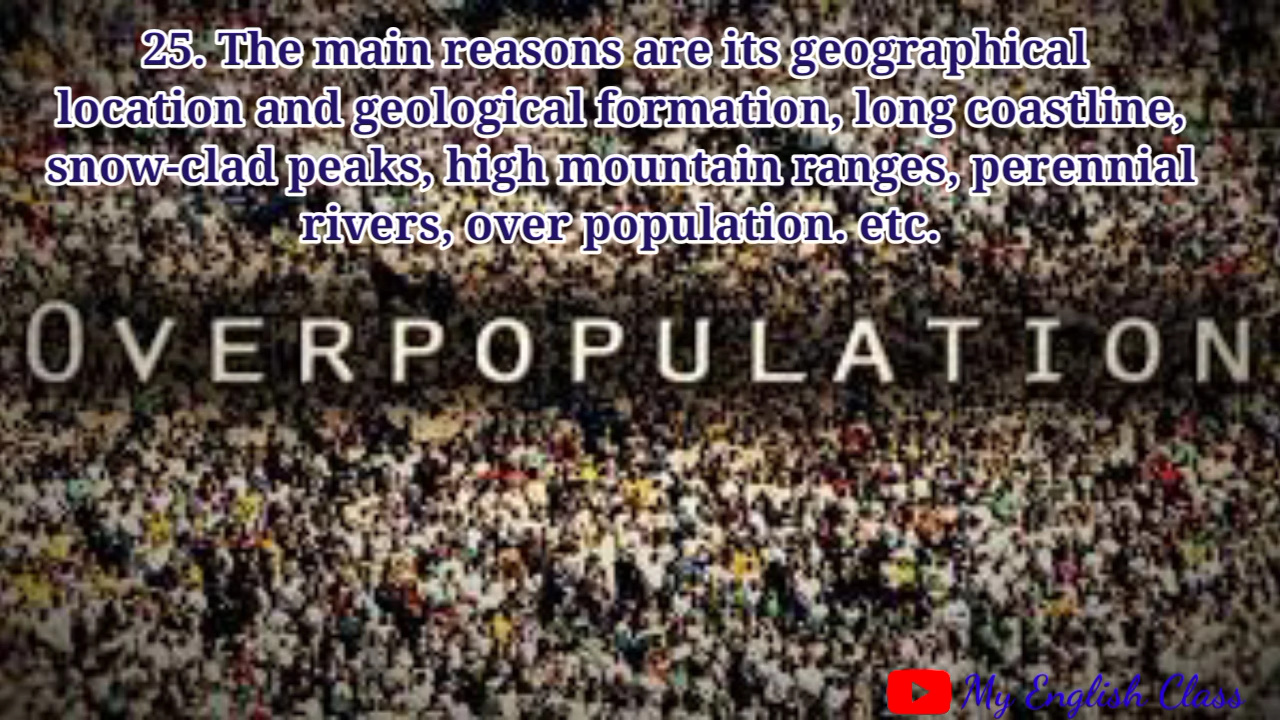 25. The main reasons are its geographical
location and geological formation, long coastline,
snow-clad peaks, high mountain ranges, perennial
rivers, over population. etc.
OVERPOPULATION
My English Class